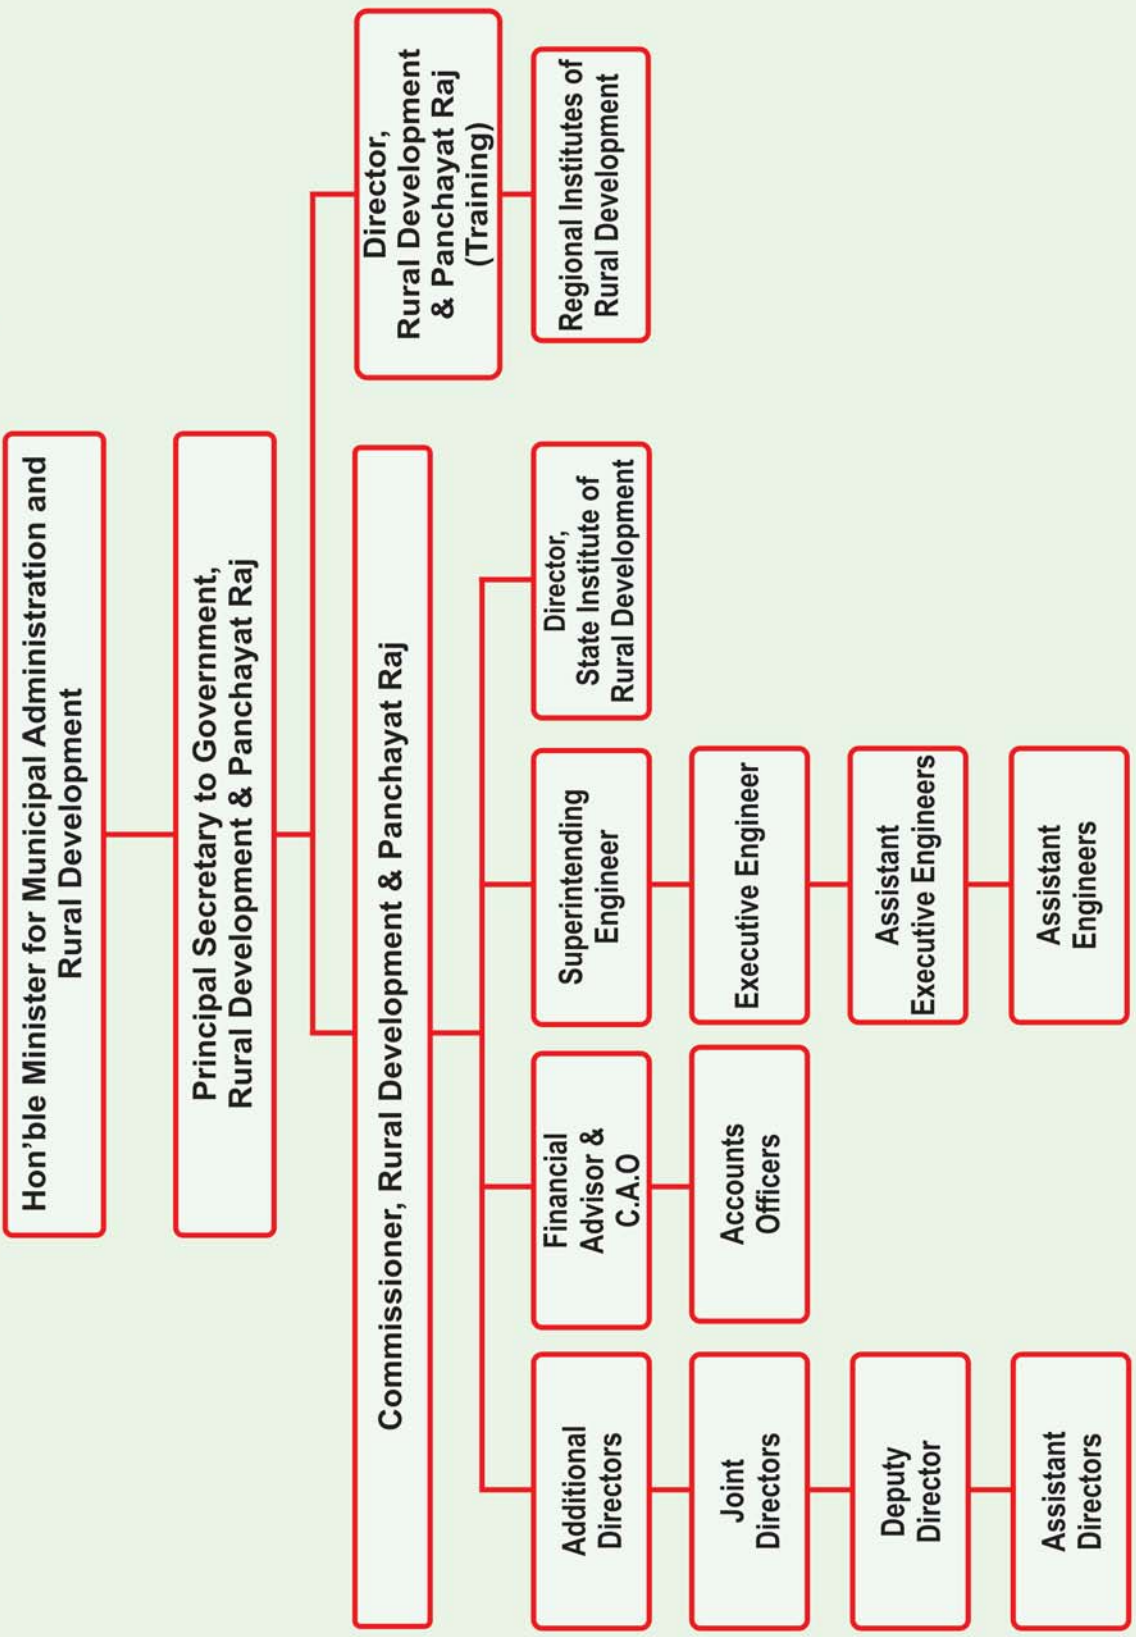 Hon'ble Minister for Municipal Administration and
Rural Development
Principal Secretary to Government,
Rural Development & Panchayat Raj
Commissioner, Rural Development & Panchayat Raj
Director,
Rural Development
& Panchayat Raj
(Training)
Additional
Directors
Financial
Advisor &
C.A.O
Superintending
Engineer
Director,
State Institute of
Rural Development
Regional Institutes of
Rural Development
Joint
Directors
Accounts
Officers
Executive Engineer
Deputy
Director
Assistant
Executive Engineers
Assistant
Directors
Assistant
Engineers